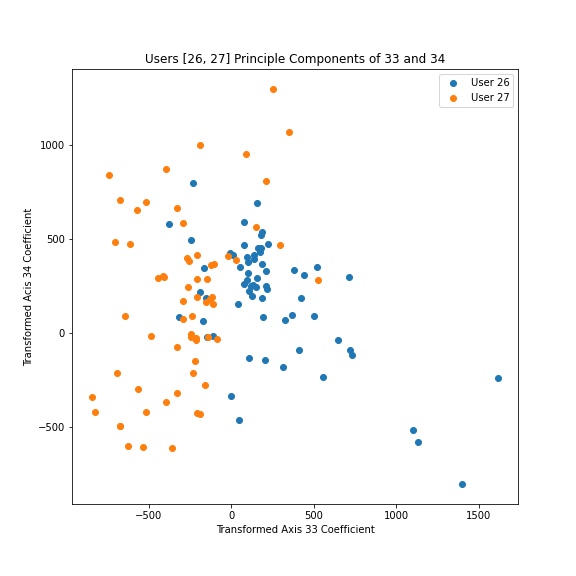 Users [26, 27] Principle Components of 33 and 34
User 26
User 27
1000
500
0
−500
Transformed Acis 34 Coefficient
−500
0
500
1000
1500
Transformed Axis 33 Coefficient